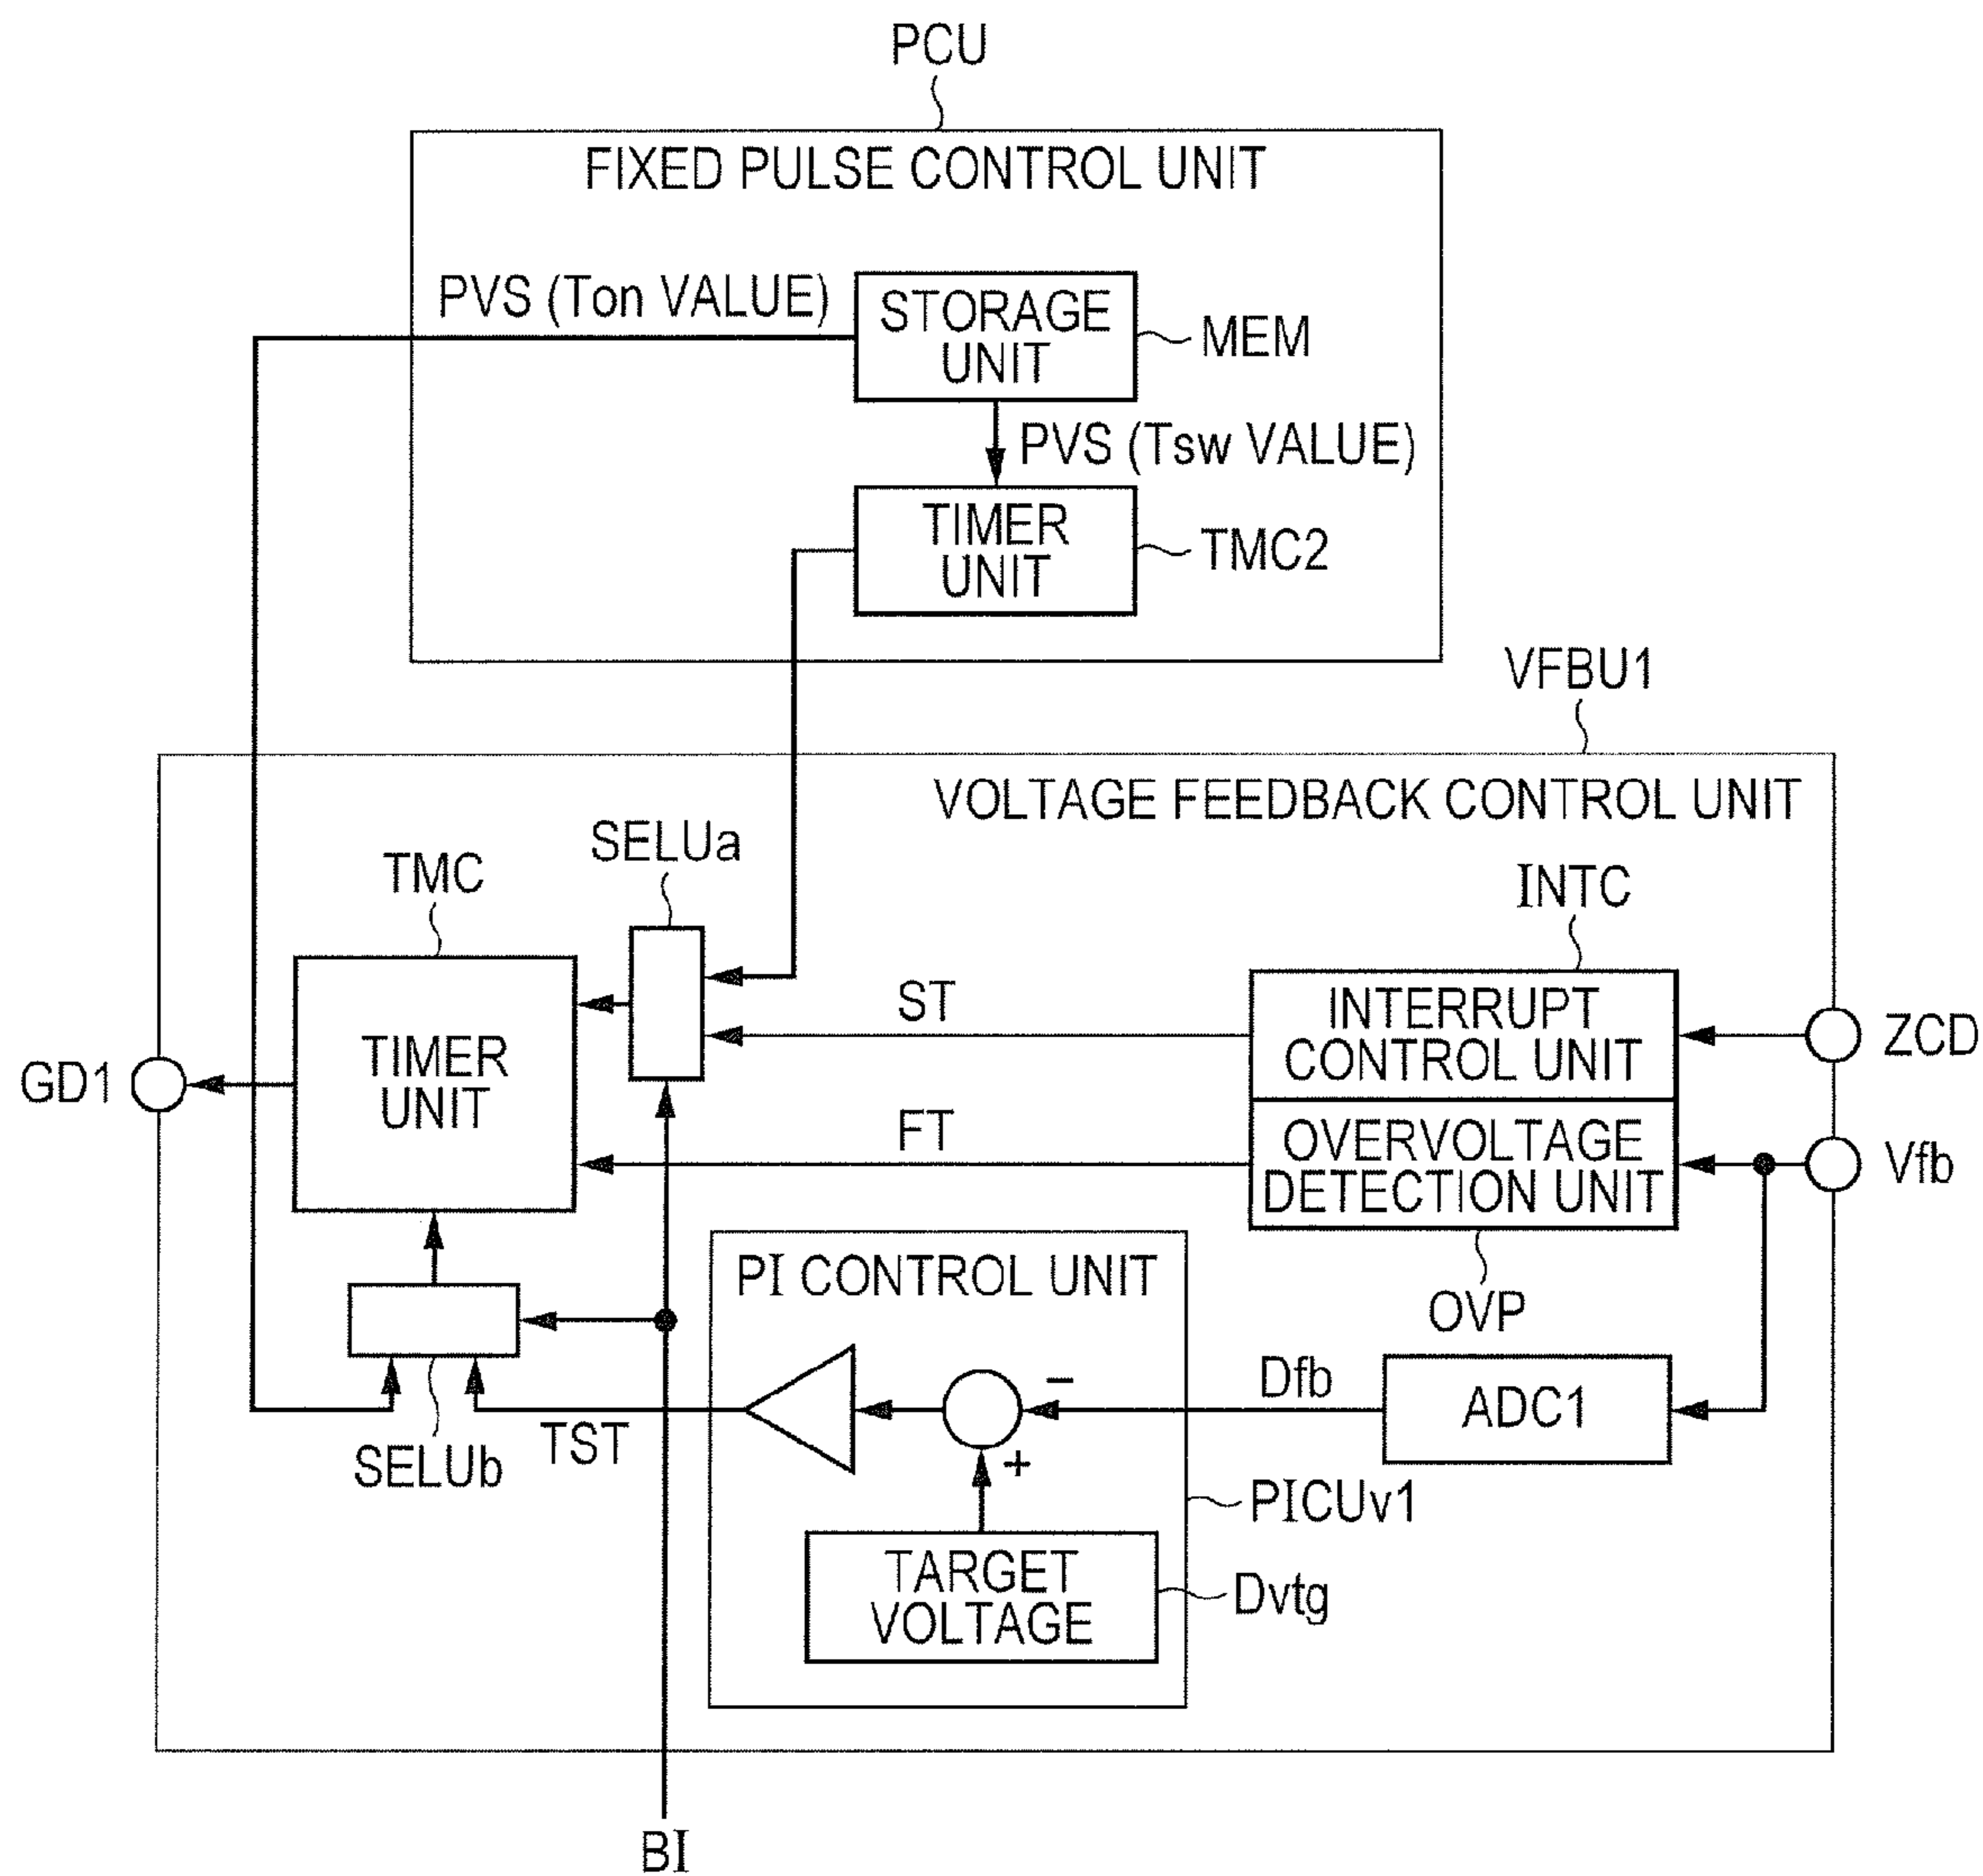 PCU
FIXED PULSE CONTROL UNIT
PVS (Ton VALUE)
STORAGE
UNIT
MEM
PVS (Tsw VALUE)
TIMER
UNIT
TMC2
VFBU1
VOLTAGE FEEDBACK CONTROL UNIT
SELUa
TMC
INTC
TIMER
UNIT
ST
INTERRUPT
CONTROL UNIT
ZCD
GD1
FT
OVERVOLTAGE
DETECTION UNIT
Vfb
PI CONTROL UNIT
OVP
SELUb
TST
Dfb
−
+
ADC1
PICUv1
TARGET
VOLTAGE
Dvtg
BI